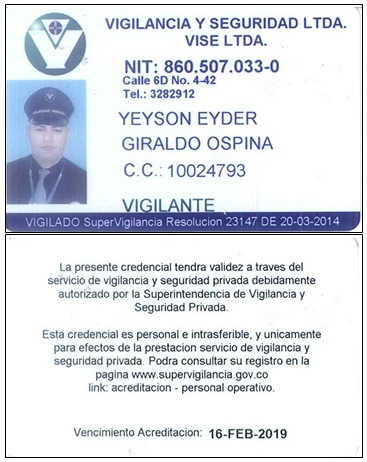 VIGILANCIA Y SEGURIDAD LTDA.
VISE LTDA.
NIT: 860.507.033-0
Calle 6D No. 4-42
Tel.: 3282912
YEYSON EYDER
GIRALDO OSPINA
C.C.: 10024793
VIGILANTE
VIGILADO SuperVigilancia Resolucion 23147 DE 20-03-2014
La presente credencial tendra validez a traves del
servicio de vigilancia y seguridad privada debidamente
autorizado por la Superintendencia de Vigilancia y
Seguridad Privada.
Esta credencial es personal e intrasferible, y unicamente
para efectos de la prestacion servicio de vigilancia y
seguridad privada. Podra consultar su registro en la
pagina www.supervigilancia.gov.co
link: acreditacion - personal operativo.
Vencimiento Acreditacion: 16-FEB-2019